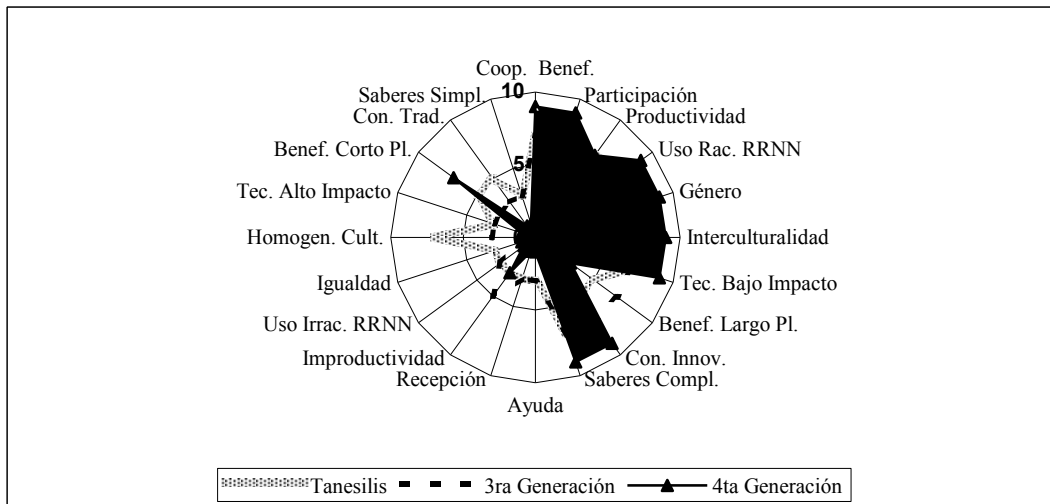 Coop. Benef.
10
Saberes Simpl.
Participación
Con. Trad.
Productividad
Benef. Corto Pl.
5
Uso Rac. RRNN
Tec. Alto Impacto
Género
Homogen. Cult.
Interculturalidad
Igualdad
Tec. Bajo Impacto
Uso Irrac. RRNN
Benef. Largo Pl.
Improductividad
Con. Innov.
Recepción
Saberes Compl.
Ayuda
Tanesilis 3ra Generación 4ta Generación